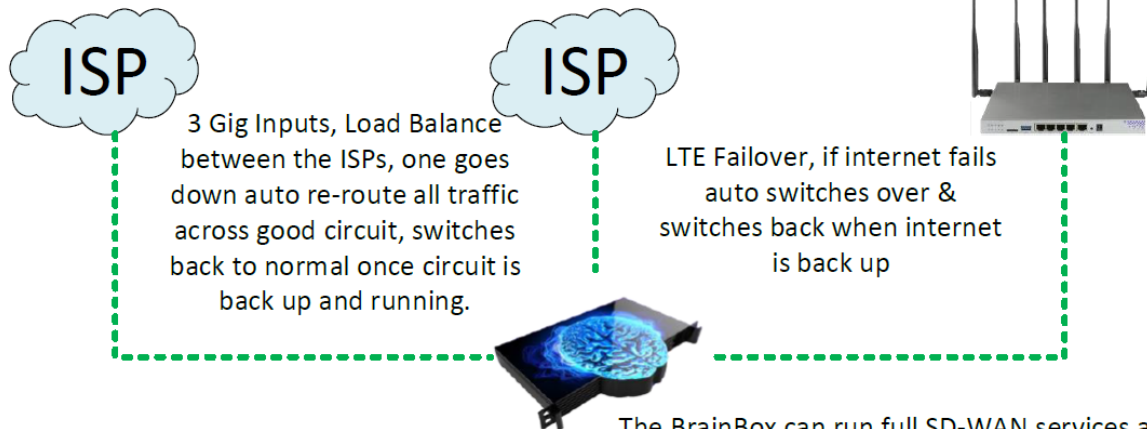 ISP
ISP
3 Gig Inputs, Load Balance
between the ISPs, one goes
down auto re-route all traffic
across good circuit, switches
back to normal once circuit is
back up and running.
LTE Failover, if internet fails
auto switches over &
switches back when internet
is back up
The BrainBox can run full SD-WAN services a